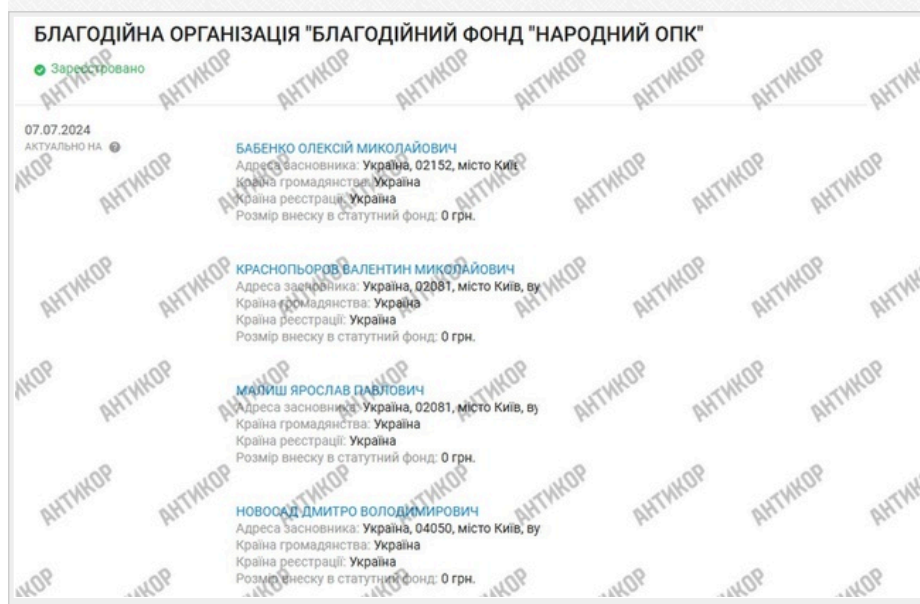 БЛАГОДІЙНА ОРГАНІЗАЦІЯ "БЛАГОДІЙНИЙ ФОНД "НАРОДНИЙ ОПК"
Зареєстровано
07.07.2024
АКТУАЛЬНО НА
БАБЕНКО ОЛЕКСІЙ МИКОЛАЙОВИЧ
Адреса засновника: Україна, 02152, місто Київ
Країна громадянства: Україна
Країна реєстрації: Україна
Розмір внеску в статутний фонд: 0 грн.
КРАСНОПЬОРОВ ВАЛЕНТИН МИКОЛАЙОВИЧ
Адреса засновника: Україна, 02081, місто Київ, ву
Країна громадянства: Україна
Країна реєстрації: Україна
Розмір внеску в статутний фонд: 0 грн.
МАЛИШ ЯРОСЛАВ ПАВЛОВИЧ
Адреса засновника: Україна, 02081, місто Київ, ву
Країна громадянства: Україна
Країна реєстрації: Україна
Розмір внеску в статутний фонд: 0 грн.
НОВОСАД ДМИТРО ВОЛОДИМИРОВИЧ
Адреса засновника: Україна, 04050, місто Київ, ву
Країна громадянства: Україна
Країна реєстрації: Україна
Розмір внеску в статутний фонд: 0 грн.
АНТИКОР